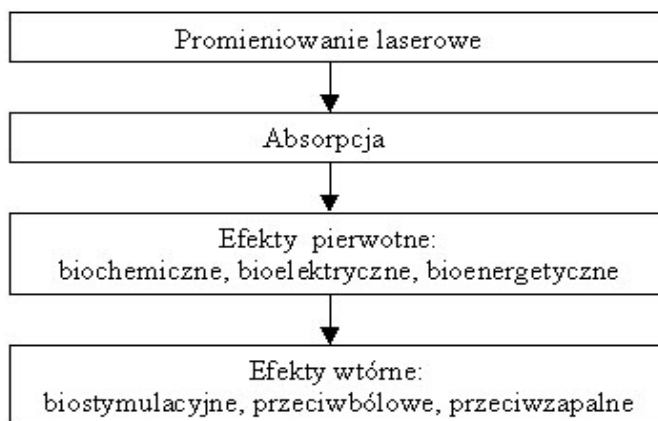 Promieniowanie laserowe
Absorpcja
Efekty pierwotne:
biochemiczne, bioelektryczne, bioenergetyczne
Efekty wtórne:
biostymulacyjne, przeciwbólowe, przeciwzapalne